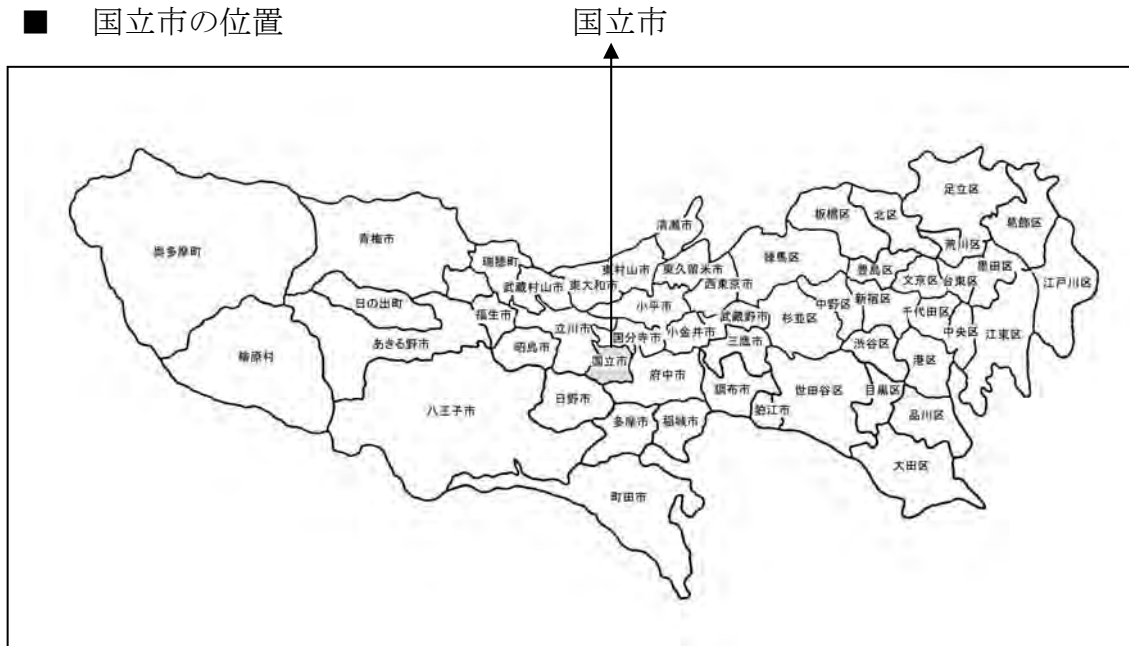 ■ 国立市の位置
国立市
足立区
板橋区
北区
葛飾区
清瀬市
荒川区
奥多摩町
青梅市
練馬区
瑞穂町
東村山市
東久留米市
豊島区
文京区
台東区
墨田区
江戸川区
武蔵村山市
東大和市
西東京市
日の出町
小平市
中野区
新宿区
福生市
武蔵野市
杉並区
千代田区
立川市
国分寺市
小金井市
中央区
江東区
あきる野市
昭島市
三鷹市
渋谷区
檜原村
国立市
府中市
港区
調布市
世田谷区
目黒区
日野市
八王子市
狛江市
品川区
多摩市
稲城市
大田区
町田市